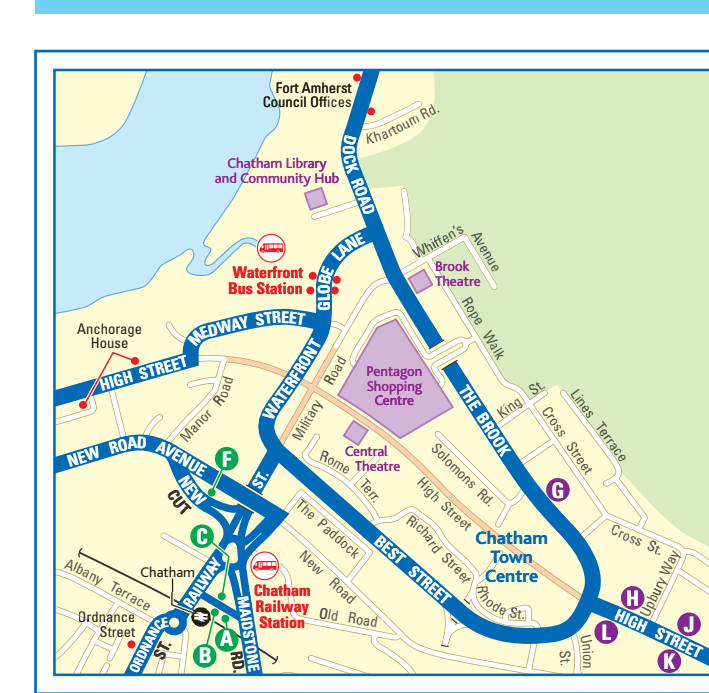 Fort Amherst
Council Offices
Khartoum Rd.
DOCK ROAD
Chatham Library
and Community Hub
Whiffen's
Avenue
GLOBE LANE
Brook
Theatre
Waterfront
Bus Station
Rope Walk
MEDWAY STREET
Anchorage
House
HIGH STREET
WATERFRONT
Military
Road
Pentagon
Shopping
Centre
THE BROOK
King St.
Lines Terrace
Cross Street
Manor Road
Central
Theatre
Solomons Rd.
NEW ROAD AVENUE
F
ST.
Rome
Terr.
High Street
G
NEW
CUT
The Paddock
Richard Street
C
BEST STREET
Chatham
Town
Centre
Cross St.
Albany Terrace
Chatham
RAILWAY
Chatham
Railway
Station
New Road
Upbury Way
Rhode St.
H
Ordnance
Street
ORDNANCE
ST.
MAIDSTONE
RD.
Old Road
HIGH STREET
J
L
A
B
K
St.
Union